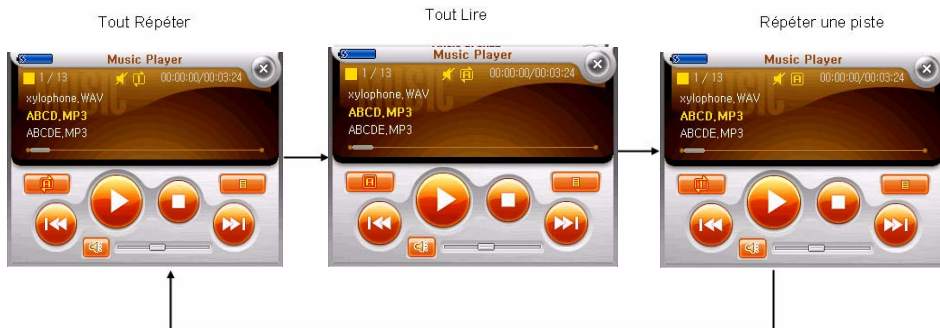 Tout Répéter
Tout Lire
Répéter une piste
Music Player
1 / 13
00:00:00/00:03:24
xylophone.WAV
ABCD.MP3
ABCDE.MP3
Music Player
1 / 13
00:00:00/00:03:24
xylophone.WAV
ABCD.MP3
ABCDE.MP3
Music Player
1 / 13
00:00:00/00:03:24
xylophone.WAV
ABCD.MP3
ABCDE.MP3